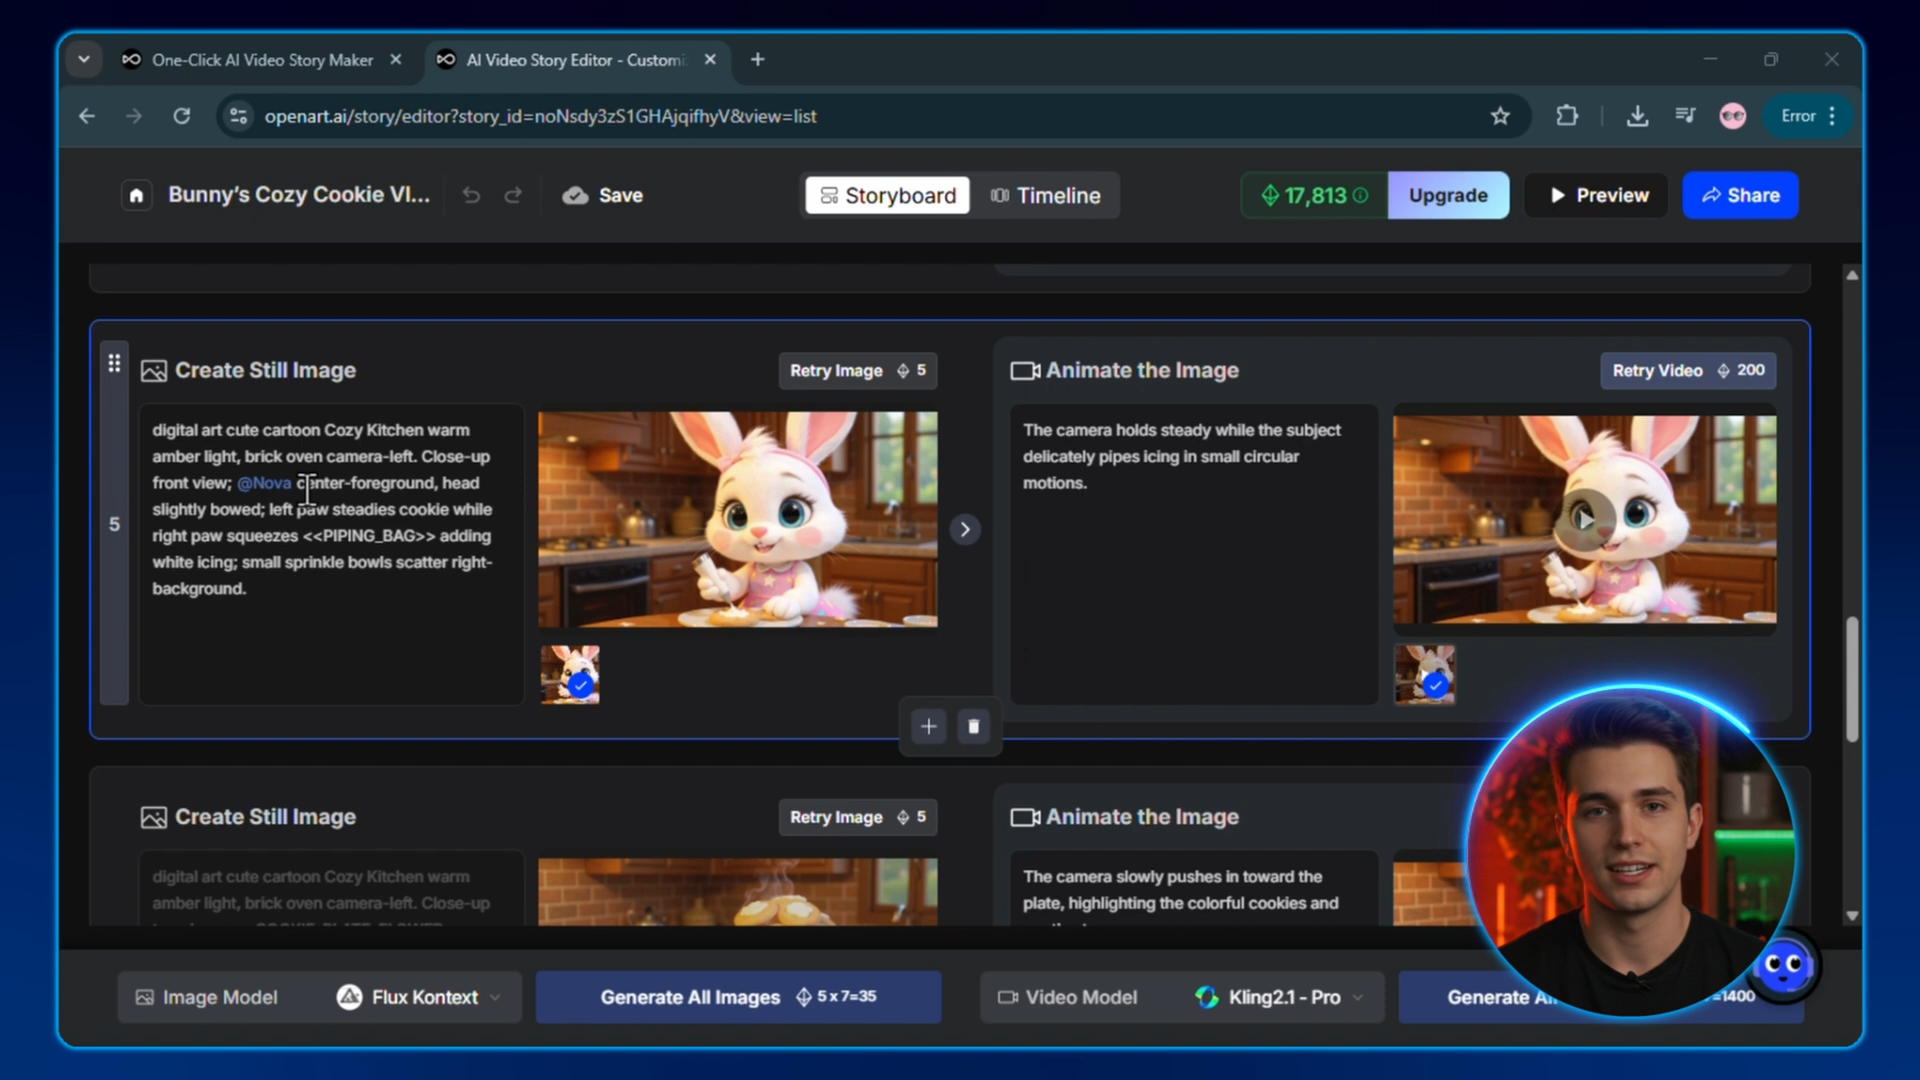 One-Click AI Video Story Maker
AI Video Story Editor - Customi
openart.ai/story/editor?story_id=noNsdy3zS1GHAjqifhyV&view=list
Error
Bunny's Cozy Cookie Vl...
Save
Storyboard
Timeline
17,813
Upgrade
Preview
Share
5
Create Still Image
Retry Image 5
digital art cute cartoon Cozy Kitchen warm
amber light, brick oven camera-left. Close-up
front view; @Nova center-foreground, head
slightly bowed; left paw steadies cookie while
right paw squeezes <<PIPING_BAG>> adding
white icing; small sprinkle bowls scatter right-
background.
Animate the Image
Retry Video 200
The camera holds steady while the subject
delicately pipes icing in small circular
motions.
Create Still Image
Retry Image 5
digital art cute cartoon Cozy Kitchen warm
amber light, brick oven camera-left. Close-up
Animate the Image
The camera slowly pushes in toward the
plate, highlighting the colorful cookies and
Image Model
Flux Kontext
Generate All Images 5 x 7=35
Video Model
Kling2.1 - Pro
Generate Al
=1400